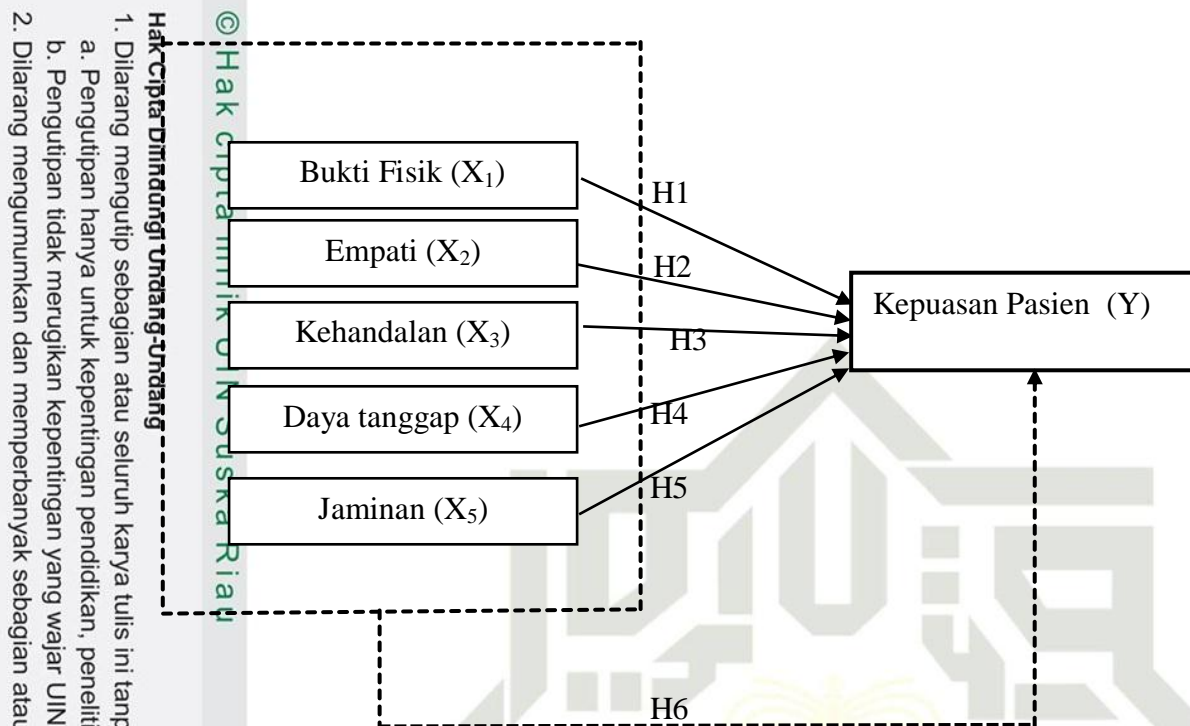 © Hak cipta milik UIN Suska Riau
Hak Cipta Dilindungi Undang-Undang
1. Dilarang mengutip sebagian atau seluruh karya tulis ini
a. Pengutipan hanya untuk kepentingan pendidikan,
b. Pengutipan tidak merugikan kepentingan yang wajar UIN
2. Dilarang mengumumkan dan memperbanyak sebagian atau
Bukti Fisik (X₁)
Empati (X₂)
Kehandalan (X₃)
Daya tanggap (X₄)
Jaminan (X₅)
H1
H2
H3
H4
H5
Kepuasan Pasien (Y)
H6